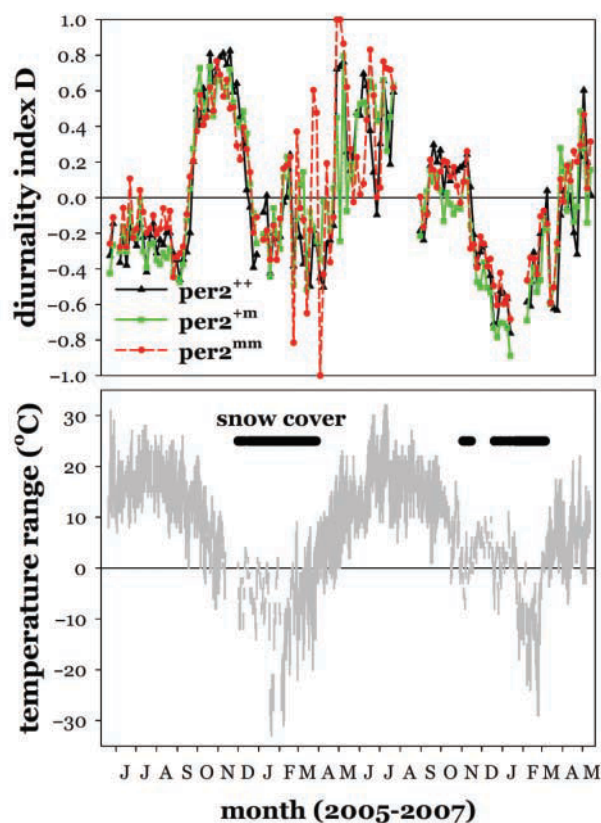 diurnality index D
1.0
0.8
0.6
0.4
0.2
0.0
-0.2
-0.4
-0.6
-0.8
-1.0
per2++
per2+m
per2mm
temperature range (°C)
30
20
10
0
-10
-20
-30
snow cover
J J A S O N D J F M A M J J A S O N D J F M A M
month (2005-2007)